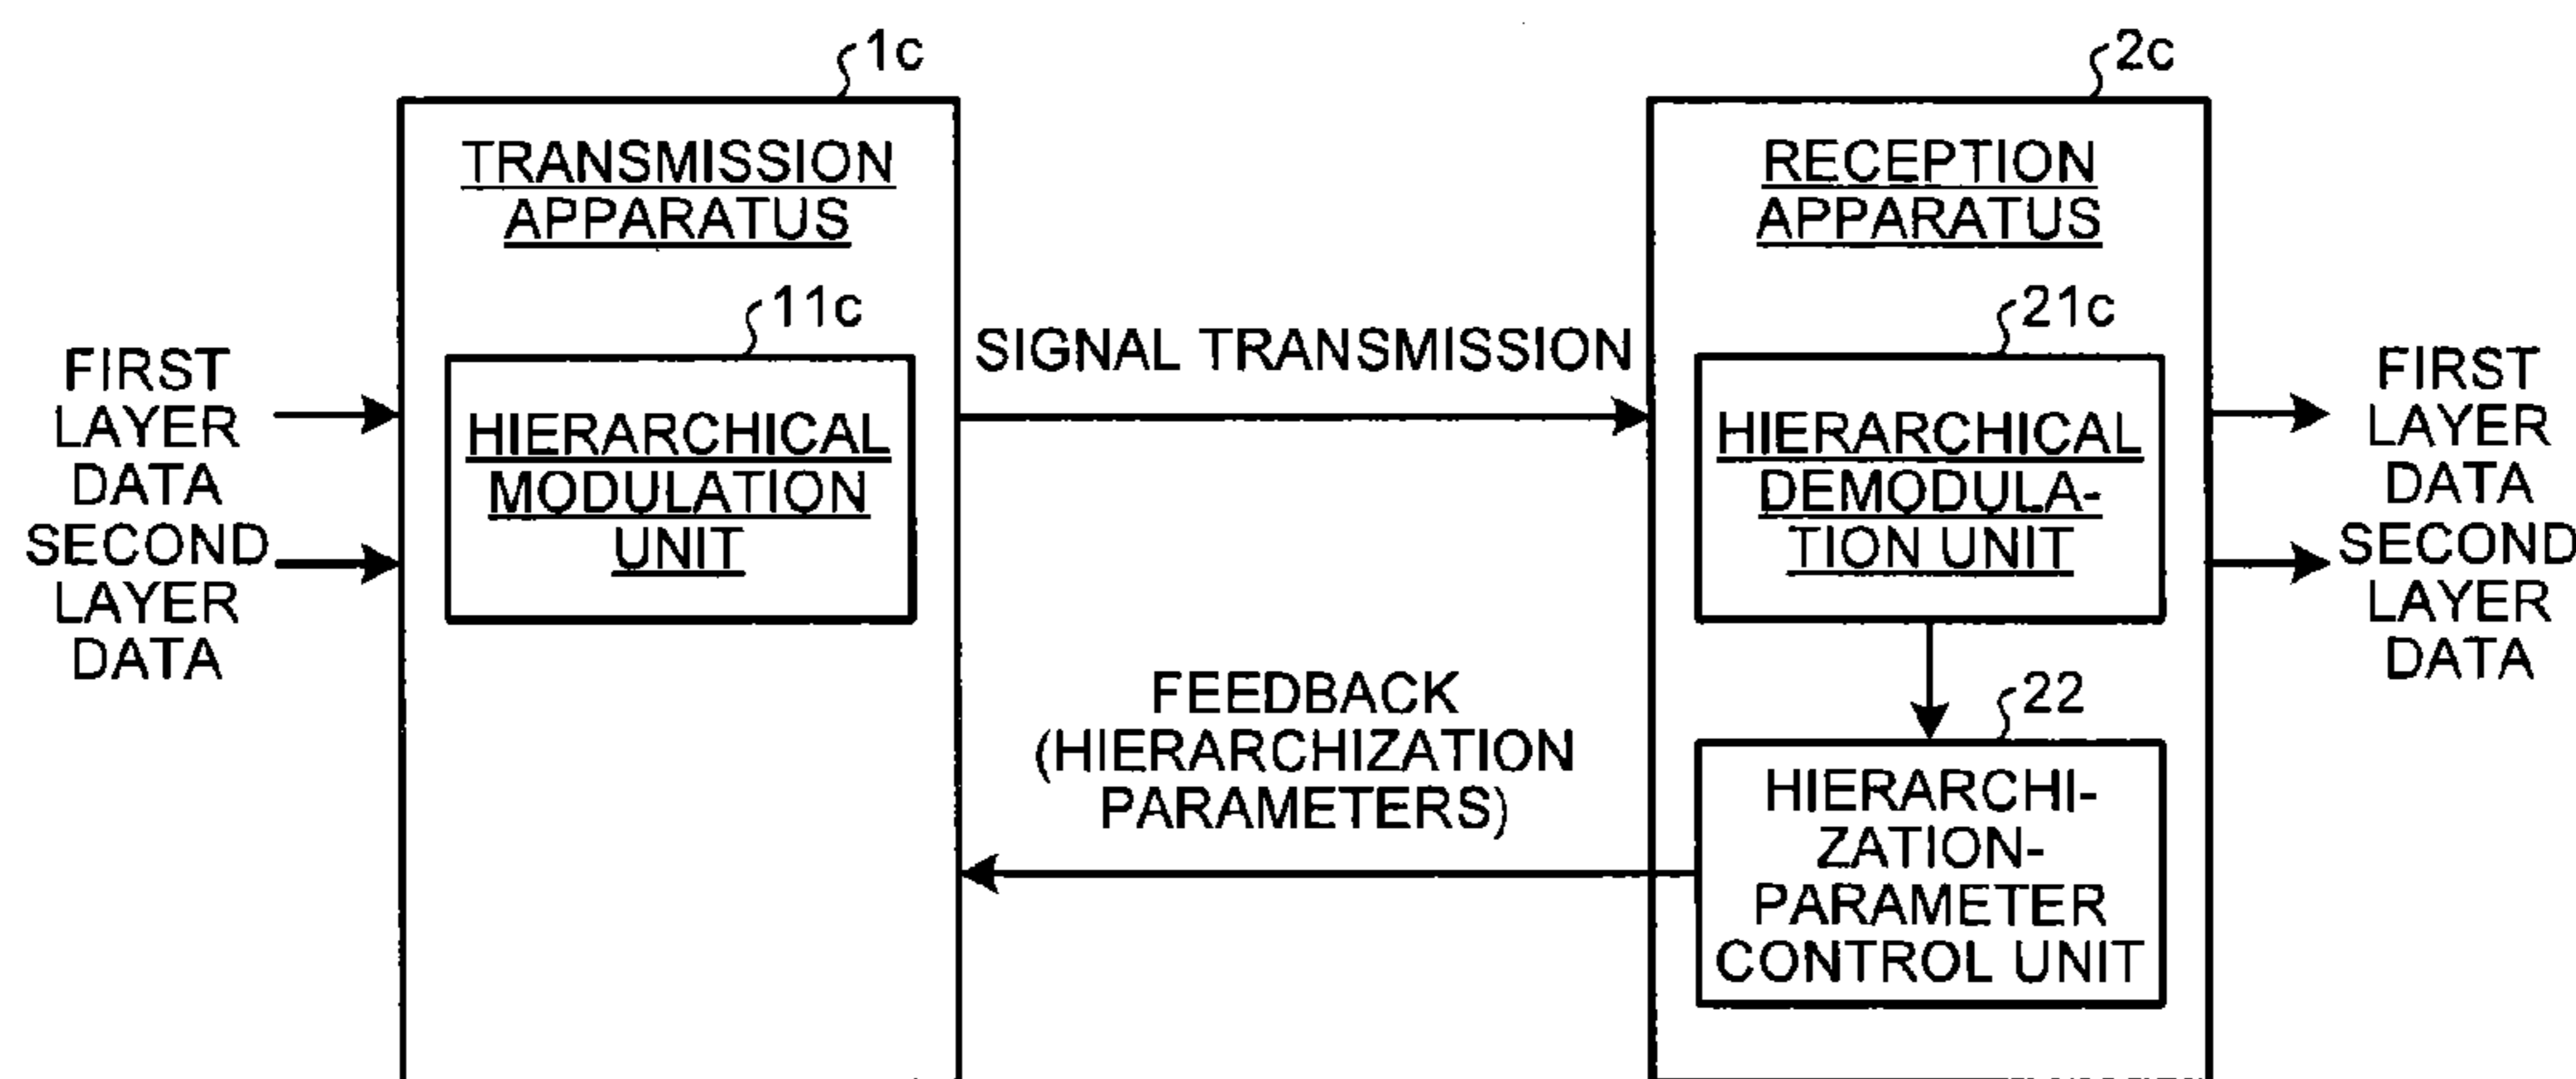 1c
2c
TRANSMISSION
APPARATUS
RECEPTION
APPARATUS
11c
21c
FIRST
LAYER
DATA
SECOND
LAYER
DATA
HIERARCHICAL
MODULATION
UNIT
SIGNAL TRANSMISSION
HIERARCHICAL
DEMODULA-
TION UNIT
FIRST
LAYER
DATA
SECOND
LAYER
DATA
FEEDBACK
(HIERARCHIZATION
PARAMETERS)
22
HIERARCHI-
ZATION-
PARAMETER
CONTROL UNIT